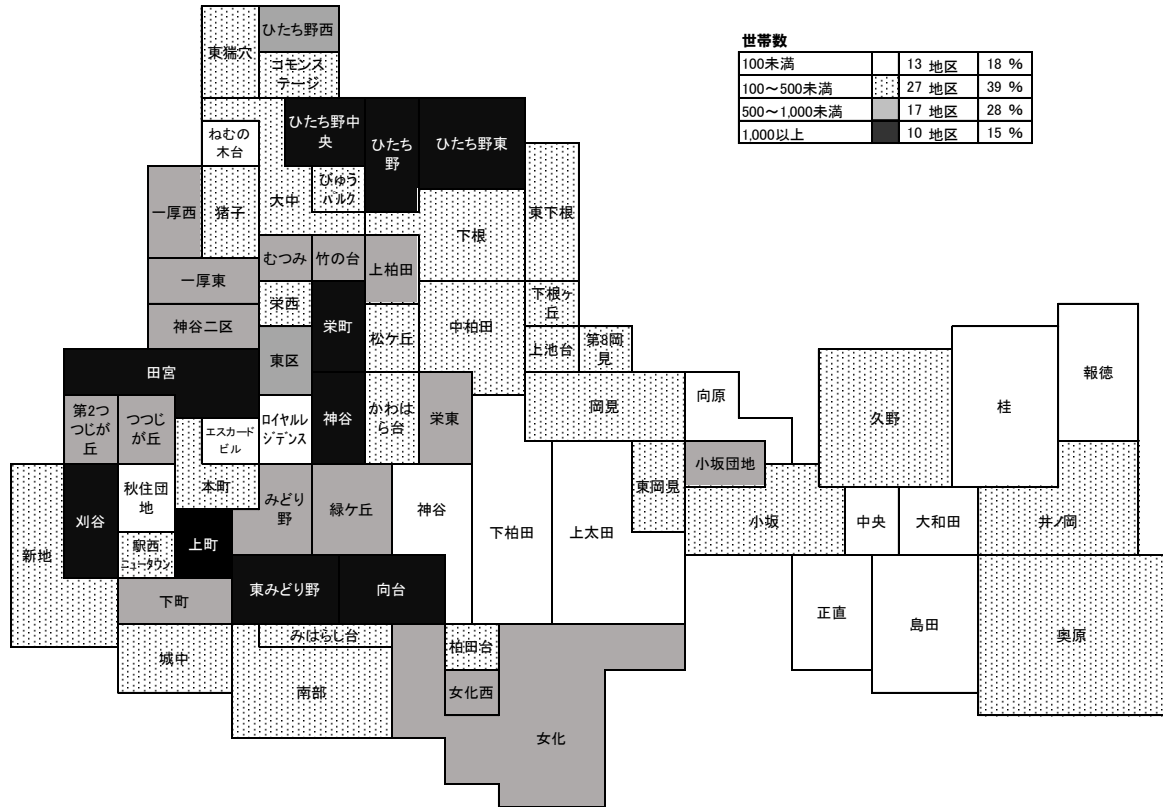 世帯数
100未満 13 地区 18 %
100～500未満 27 地区 39 %
500～1,000未満 17 地区 28 %
1,000以上 10 地区 15 %
ひたち野西
東猯穴
コモンス
テージ
ひたち野中
央
ひたち
野
ひたち野東
ねむの
木台
ひゅう
パルク
一厚西
猪子
大中
下根
東下根
むつみ
竹の台
上柏田
一厚東
栄西
下根ヶ
丘
神谷二区
栄町
松ケ丘
中柏田
東区
上池台
第8岡
見
田宮
岡見
向原
久野
桂
報徳
第2つ
つじが
丘
つつじ
が丘
エスカード
ビル
ロイヤルレ
ジデンス
神谷
かわは
ら台
栄東
小坂団地
秋住団
地
本町
みどり
野
緑ケ丘
神谷
東岡見
刈谷
下柏田
上太田
小坂
中央
大和田
井ノ岡
新地
駅西
ニュータウン
上町
下町
東みどり野
向台
正直
島田
奥原
みはらし台
柏田台
城中
南部
女化西
女化